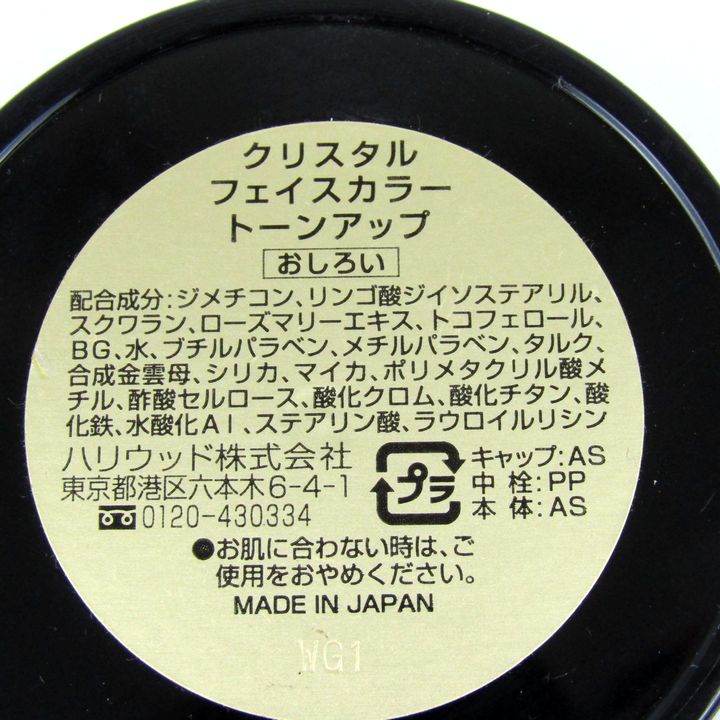 クリスタル
フェイスカラー
トーンアップ
おしろい
配合成分:ジメチコン、リンゴ酸ジイソステアリル、
スクワラン、ローズマリーエキス、トコフェロール、
BG、水、ブチルパラベン、メチルパラベン、タルク、
合成金雲母、シリカ、マイカ、ポリメタクリル酸メ
チル、酢酸セルロース、酸化クロム、酸化チタン、酸
化鉄、水酸化Al、ステアリン酸、ラウロイルリシン
ハリウッド株式会社
東京都港区六本木6-4-1
0120-430334
プラ
キャップ:AS
中栓:PP
本体:AS
●お肌に合わない時は、ご
使用をおやめください。
MADE IN JAPAN
WG1